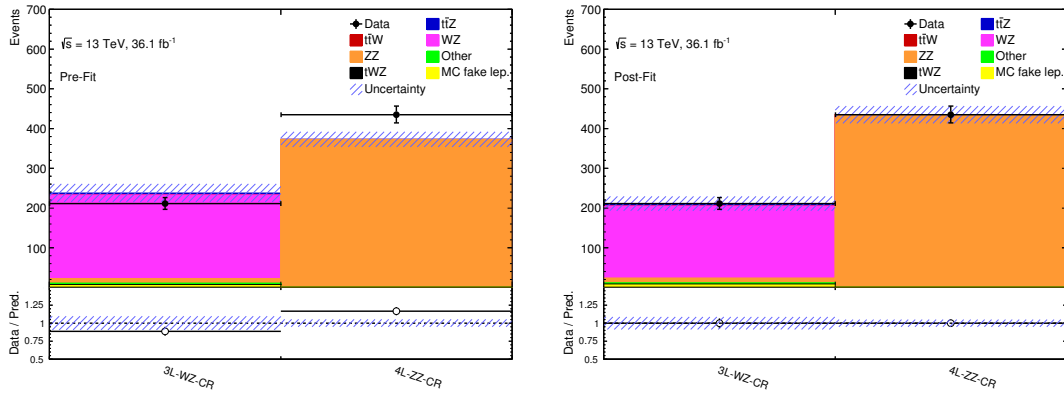 Events
700
600
500
400
300
200
100
√s = 13 TeV, 36.1 fb⁻¹
Pre-Fit
Data
tt̄Z
tt̄W
WZ
ZZ
Other
tWZ
MC fake lep.
Uncertainty
Data / Pred.
1.25
1
0.75
0.5
3L-WZ-CR
4L-ZZ-CR
Events
700
600
500
400
300
200
100
√s = 13 TeV, 36.1 fb⁻¹
Post-Fit
Data
tt̄Z
tt̄W
WZ
ZZ
Other
tWZ
MC fake lep.
Uncertainty
Data / Pred.
1.25
1
0.75
0.5
3L-WZ-CR
4L-ZZ-CR